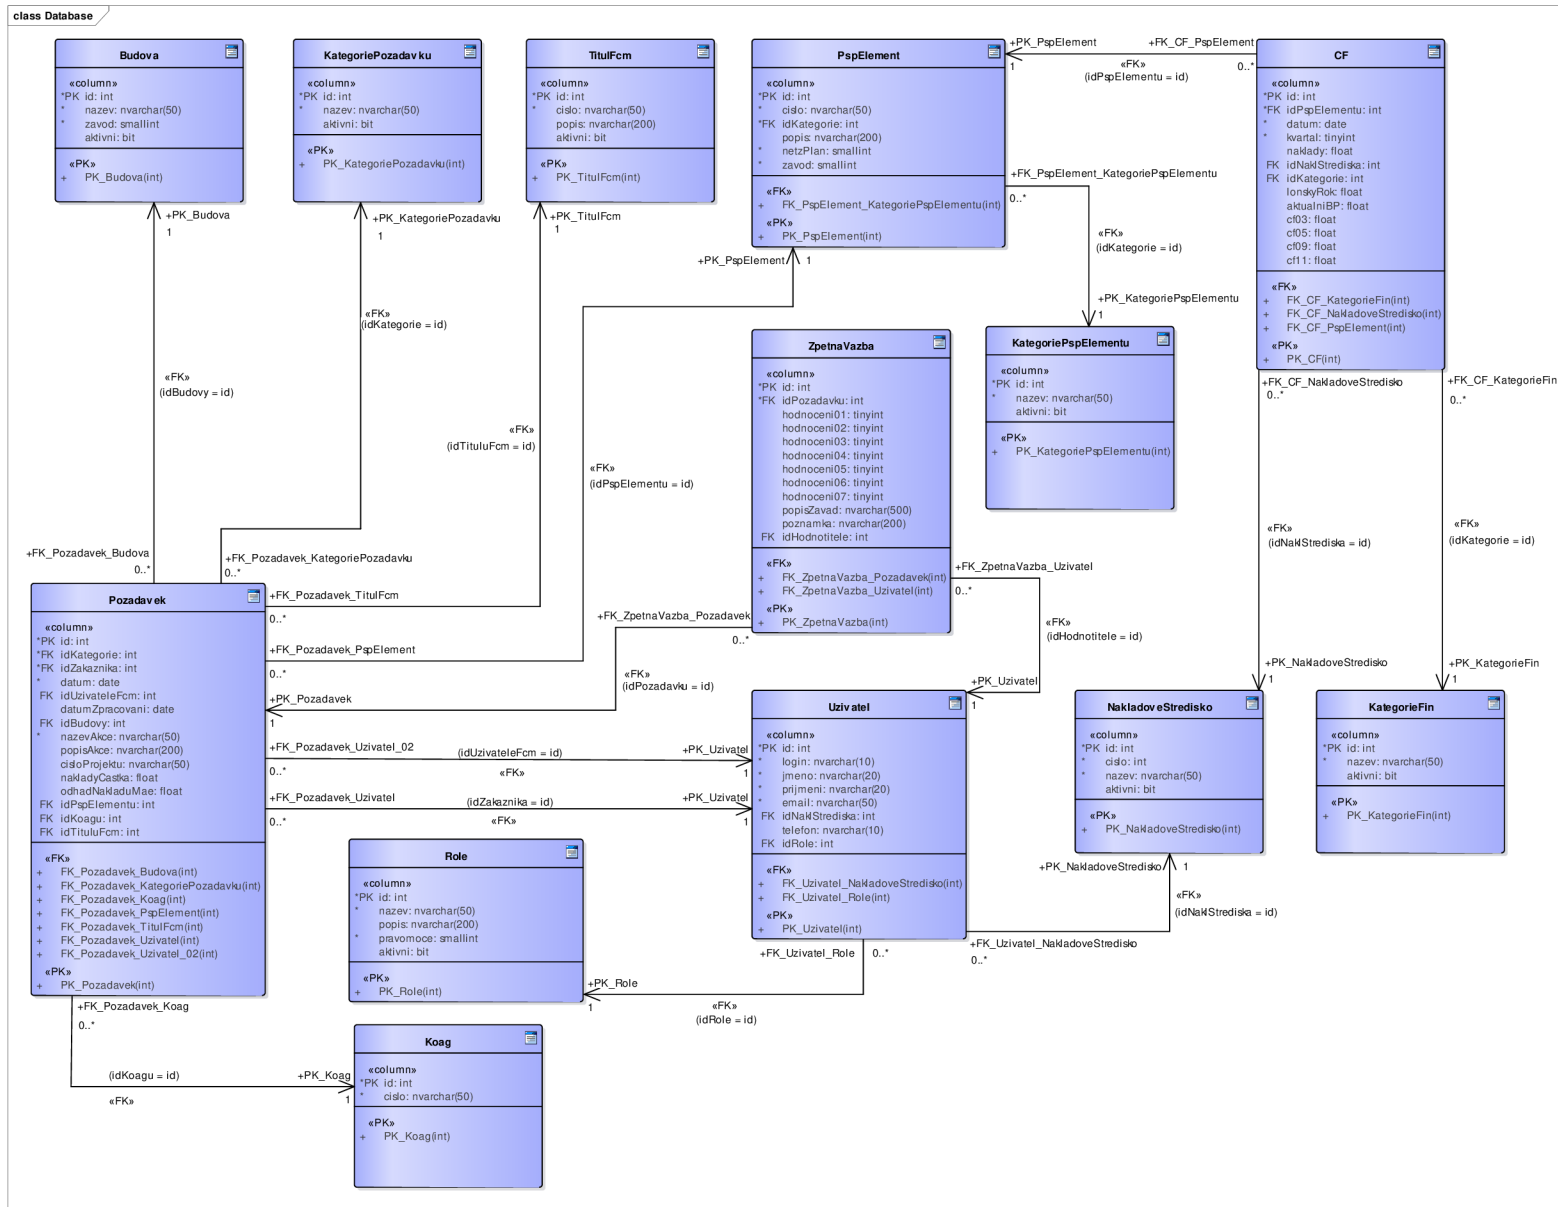 class Database
Budova
«column»
*PK id: int
* nazev: nvarchar(50)
* zavod: smallint
aktivni: bit
«PK»
+ PK_Budova(int)
KategoriePozadavku
«column»
*PK id: int
* nazev: nvarchar(50)
aktivni: bit
«PK»
+ PK_KategoriePozadavku(int)
TitulFcm
«column»
*PK id: int
* cislo: nvarchar(50)
popis: nvarchar(200)
aktivni: bit
«PK»
+ PK_TitulFcm(int)
PspElement
«column»
*PK id: int
* cislo: nvarchar(50)
*FK idKategorie: int
popis: nvarchar(200)
* netzPlan: smallint
* zavod: smallint
«FK»
+ FK_PspElement_KategoriePspElementu(int)
«PK»
+ PK_PspElement(int)
+PK_PspElement
1
+FK_CF_PspElement
0..*
«FK»
(idPspElementu = id)
CF
«column»
*PK id: int
*FK idPspElementu: int
* datum: date
* kvartal: tinyint
naklady: float
FK idNaklStrediska: int
FK idKategorie: int
lonskyRok: float
aktualniBP: float
cf03: float
cf05: float
cf09: float
cf11: float
«FK»
+ FK_CF_KategorieFin(int)
+ FK_CF_NakladoveStredisko(int)
+ FK_CF_PspElement(int)
«PK»
+ PK_CF(int)
+PK_Budova
1
+PK_KategoriePozadavku
1
+PK_TitulFcm
1
+PK_PspElement
1
+FK_PspElement_KategoriePspElementu
0..*
«FK»
(idKategorie = id)
+PK_KategoriePspElementu
1
«FK»
(idBudovy = id)
«FK»
(idKategorie = id)
«FK»
(idTituluFcm = id)
«FK»
(idPspElementu = id)
ZpetnaVazba
«column»
*PK id: int
*FK idPozadavku: int
hodnoceni01: tinyint
hodnoceni02: tinyint
hodnoceni03: tinyint
hodnoceni04: tinyint
hodnoceni05: tinyint
hodnoceni06: tinyint
hodnoceni07: tinyint
popisZavad: nvarchar(500)
poznamka: nvarchar(200)
FK idHodnotitele: int
«FK»
+ FK_ZpetnaVazba_Pozadavek(int)
+ FK_ZpetnaVazba_Uzivatel(int)
«PK»
+ PK_ZpetnaVazba(int)
KategoriePspElementu
«column»
*PK id: int
* nazev: nvarchar(50)
aktivni: bit
«PK»
+ PK_KategoriePspElementu(int)
+FK_CF_NakladoveStredisko
0..*
+FK_CF_KategorieFin
0..*
«FK»
(idNaklStrediska = id)
«FK»
(idKategorie = id)
+FK_Pozadavek_Budova
0..*
+FK_Pozadavek_KategoriePozadavku
0..*
+FK_Pozadavek_TitulFcm
0..*
+FK_Pozadavek_PspElement
0..*
+FK_ZpetnaVazba_Pozadavek
0..*
+FK_ZpetnaVazba_Uzivatel
0..*
«FK»
(idHodnotitele = id)
«FK»
(idPozadavku = id)
+PK_Pozadavek
1
+PK_Uzivatel
1
+PK_NakladoveStredisko
1
+PK_KategorieFin
1
Pozadavek
«column»
*PK id: int
*FK idKategorie: int
*FK idZakaznika: int
* datum: date
FK idUzivateleFcm: int
datumZpracovani: date
FK idBudovy: int
* nazevAkce: nvarchar(50)
popisAkce: nvarchar(200)
cisloProjektu: nvarchar(50)
nakladyCastka: float
odhadNakladuMae: float
FK idPspElementu: int
FK idKoagu: int
FK idTituluFcm: int
«FK»
+ FK_Pozadavek_Budova(int)
+ FK_Pozadavek_KategoriePozadavku(int)
+ FK_Pozadavek_Koag(int)
+ FK_Pozadavek_PspElement(int)
+ FK_Pozadavek_TitulFcm(int)
+ FK_Pozadavek_Uzivatel(int)
+ FK_Pozadavek_Uzivatel_02(int)
«PK»
+ PK_Pozadavek(int)
+FK_Pozadavek_Uzivatel_02
0..*
(idUzivateleFcm = id)
«FK»
+PK_Uzivatel
1
+FK_Pozadavek_Uzivatel
0..*
(idZakaznika = id)
«FK»
+PK_Uzivatel
1
Uzivatel
«column»
*PK id: int
* login: nvarchar(10)
* jmeno: nvarchar(20)
* prijmeni: nvarchar(20)
* email: nvarchar(50)
FK idNaklStrediska: int
telefon: nvarchar(10)
FK idRole: int
«FK»
+ FK_Uzivatel_NakladoveStredisko(int)
+ FK_Uzivatel_Role(int)
«PK»
+ PK_Uzivatel(int)
NakladoveStredisko
«column»
*PK id: int
* cislo: int
* nazev: nvarchar(50)
aktivni: bit
«PK»
+ PK_NakladoveStredisko(int)
KategorieFin
«column»
*PK id: int
* nazev: nvarchar(50)
aktivni: bit
«PK»
+ PK_KategorieFin(int)
Role
«column»
*PK id: int
* nazev: nvarchar(50)
popis: nvarchar(200)
* pravomoce: smallint
aktivni: bit
«PK»
+ PK_Role(int)
+PK_NakladoveStredisko
1
«FK»
(idNaklStrediska = id)
+FK_Uzivatel_NakladoveStredisko
0..*
+FK_Uzivatel_Role
0..*
+PK_Role
1
«FK»
(idRole = id)
+FK_Pozadavek_Koag
0..*
(idKoagu = id)
«FK»
+PK_Koag
1
Koag
«column»
*PK id: int
* cislo: nvarchar(50)
«PK»
+ PK_Koag(int)